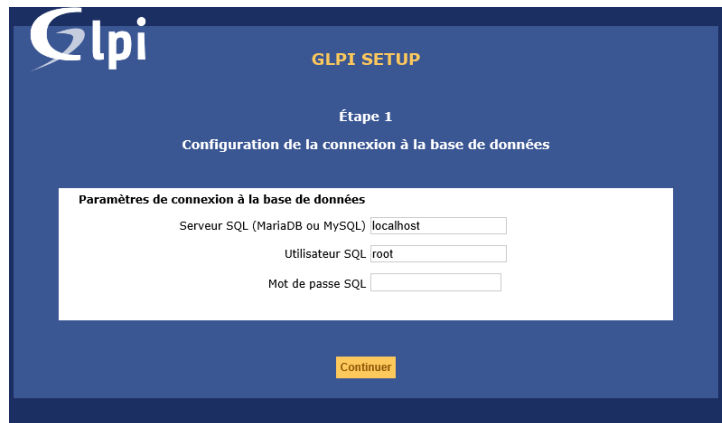 Glpi
GLPI SETUP
Étape 1
Configuration de la connexion à la base de données
Paramètres de connexion à la base de données
Serveur SQL (MariaDB ou MySQL) localhost
Utilisateur SQL root
Mot de passe SQL
Continuer